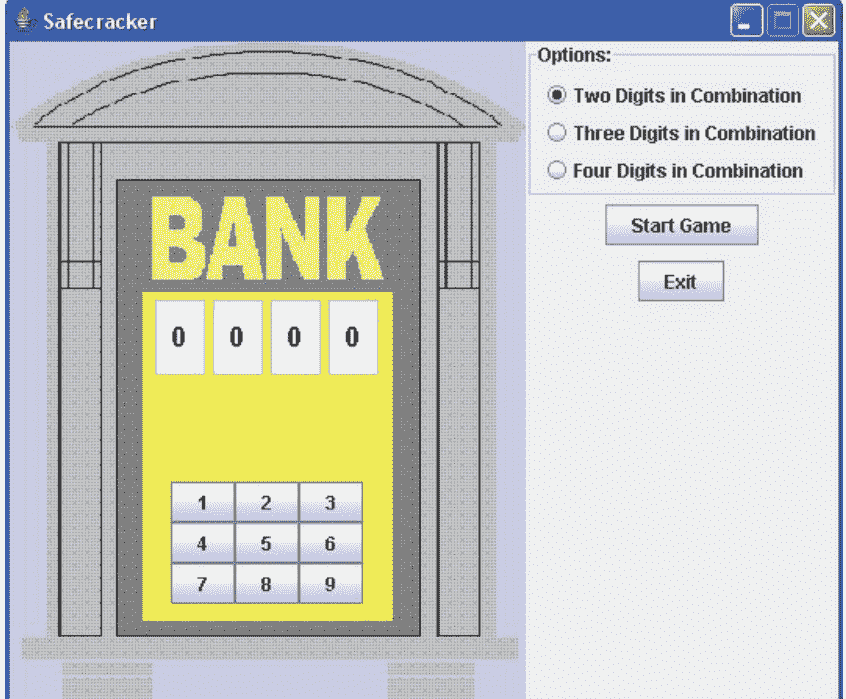 Safecracker
Options:
Two Digits in Combination
Three Digits in Combination
Four Digits in Combination
Start Game
Exit
BANK
0 0 0 0
1 2 3
4 5 6
7 8 9